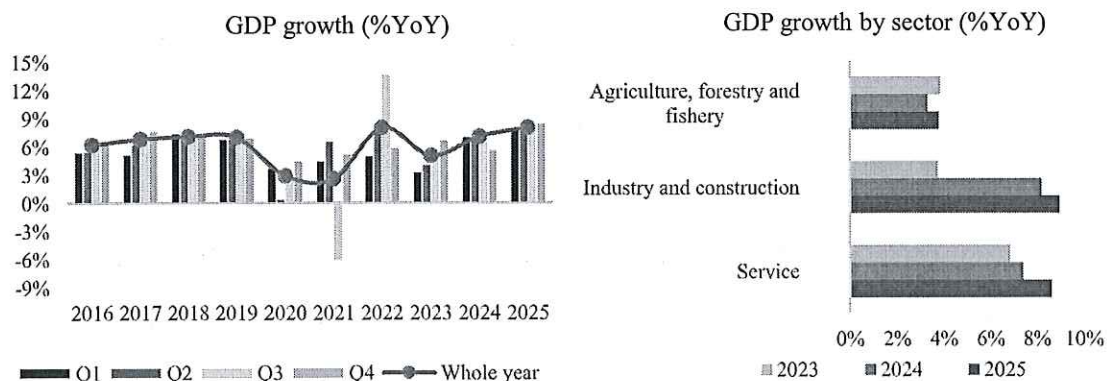 GDP growth (%YoY)
15%
12%
9%
6%
3%
0%
-3%
-6%
-9%
2016 2017 2018 2019 2020 2021 2022 2023 2024 2025
Q1 Q2 Q3 Q4 Whole year
GDP growth by sector (%YoY)
Agriculture, forestry and
fishery
Industry and construction
Service
0% 2% 4% 6% 8% 10%
2023 2024 2025